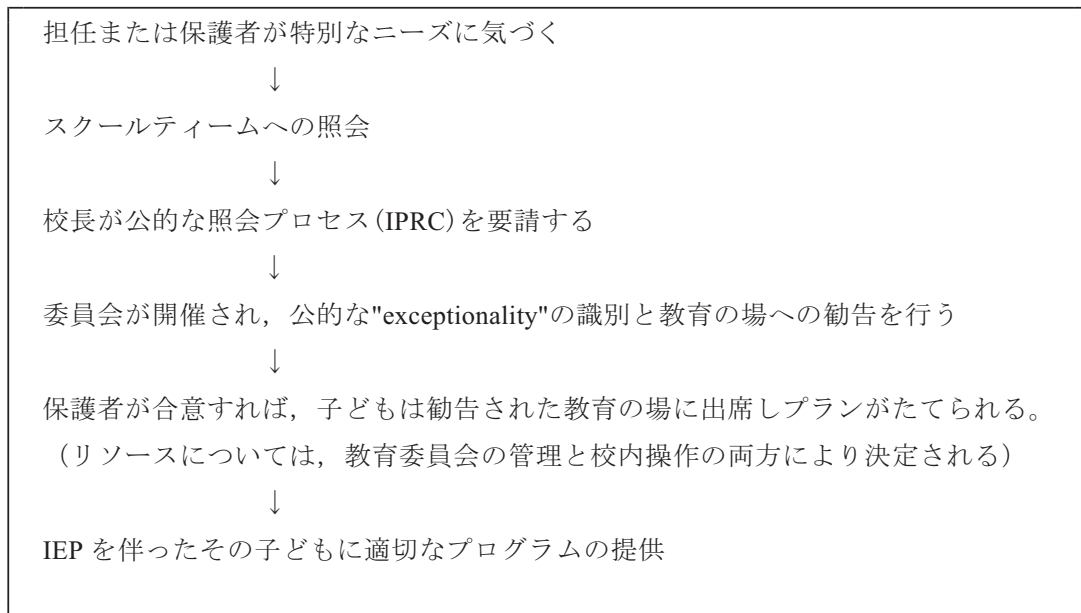 担任または保護者が特別なニーズに気づく
↓
スクールティームへの照会
↓
校長が公的な照会プロセス(IPRC)を要請する
↓
委員会が開催され，公的な"exceptionality"の識別と教育の場への勧告を行う
↓
保護者が合意すれば，子どもは勧告された教育の場に出席しプランがたてられる。
（リソースについては，教育委員会の管理と校内操作の両方により決定される）
↓
IEP を伴ったその子どもに適切なプログラムの提供